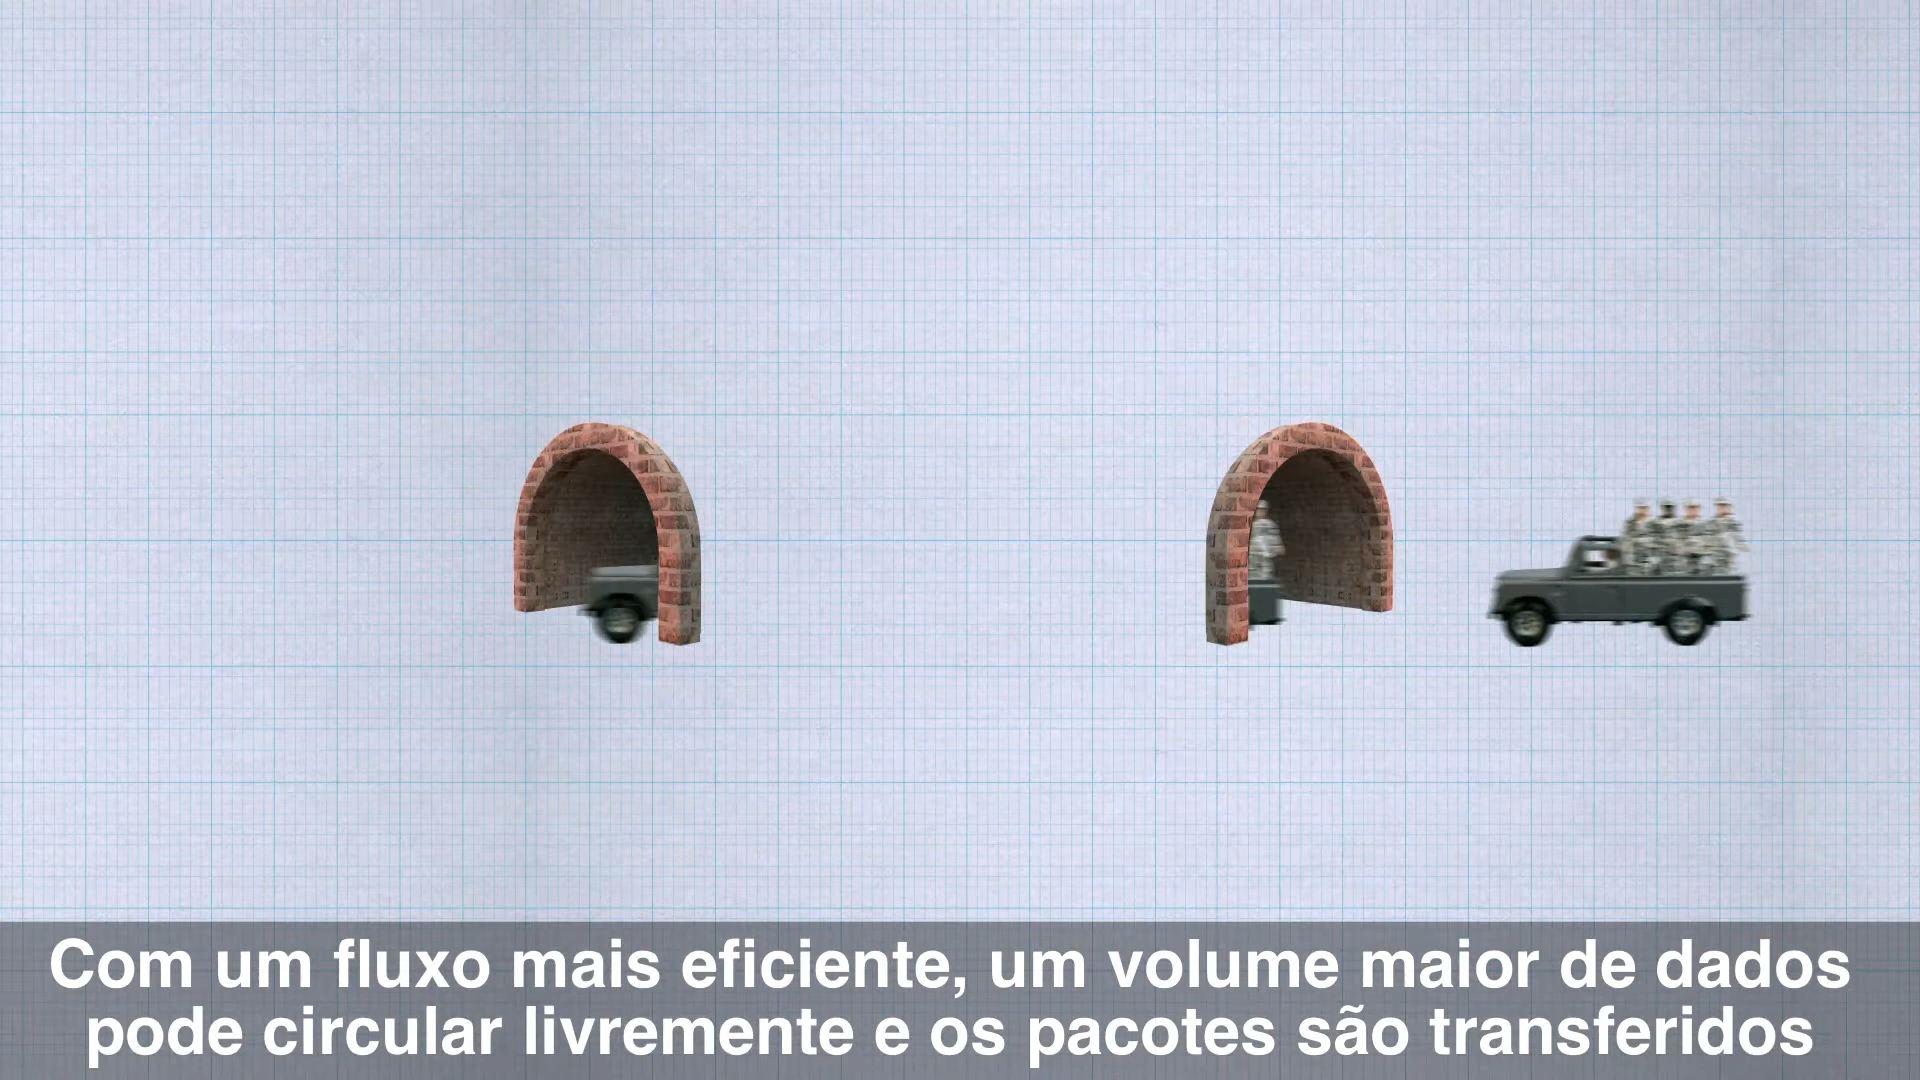 Com um fluxo mais eficiente, um volume maior de dados
pode circular livremente e os pacotes são transferidos